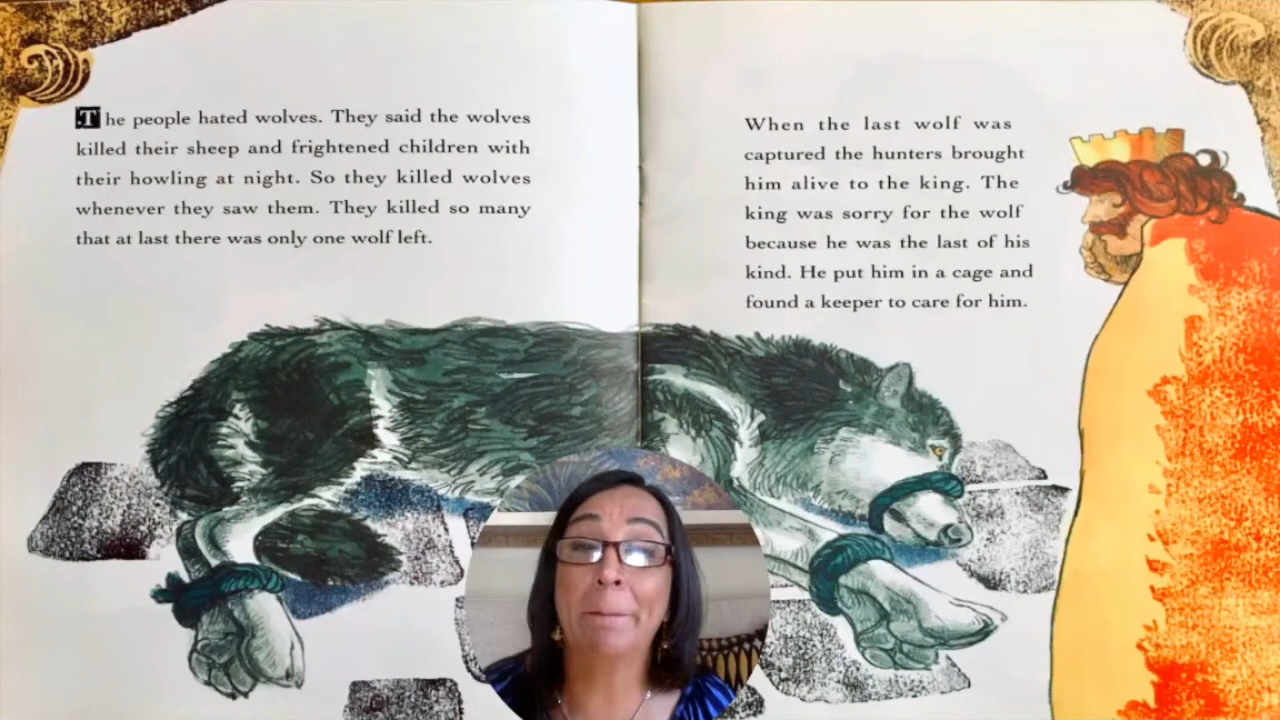 The people hated wolves. They said the wolves
killed their sheep and frightened children with
their howling at night. So they killed wolves
whenever they saw them. They killed so many
that at last there was only one wolf left.
When the last wolf was
captured the hunters brought
him alive to the king. The
king was sorry for the wolf
because he was the last of his
kind. He put him in a cage and
found a keeper to care for him.